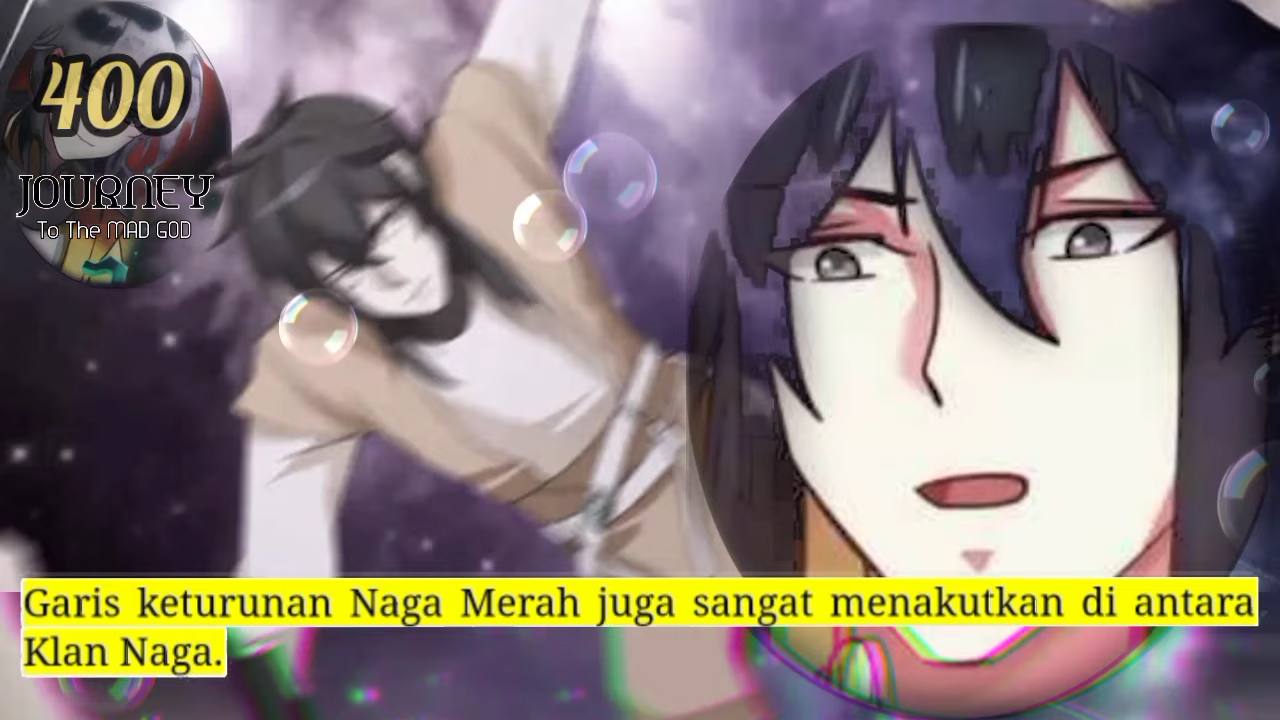 400
JOURNEY
To The MAD GOD
Garis keturunan Naga Merah juga sangat menakutkan di antara
Klan Naga.